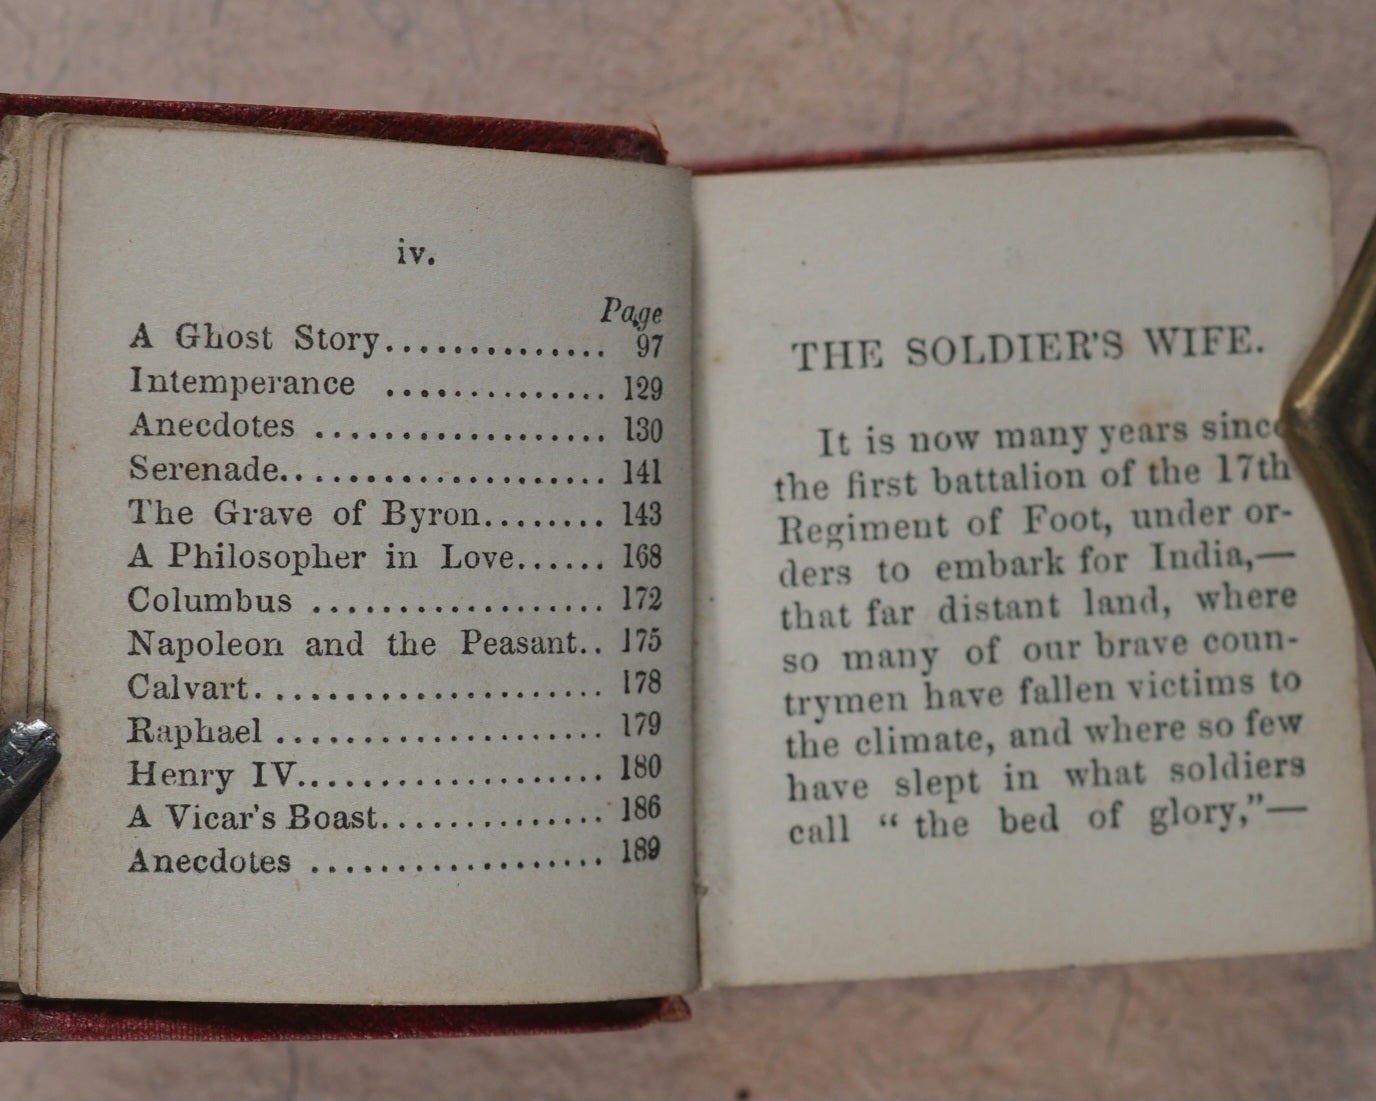 iv.
Page
A Ghost Story.............. 97
Intemperance .............. 129
Anecdotes ................. 130
Serenade................... 141
The Grave of Byron........ 143
A Philosopher in Love...... 168
Columbus ................. 172
Napoleon and the Peasant.. 175
Calvart..................... 178
Raphael ................... 179
Henry IV................... 180
A Vicar's Boast............. 186
Anecdotes ................. 189
THE SOLDIER'S WIFE.
It is now many years since
the first battalion of the 17th
Regiment of Foot, under or-
ders to embark for India,—
that far distant land, where
so many of our brave coun-
trymen have fallen victims to
the climate, and where so few
have slept in what soldiers
call “ the bed of glory,”—